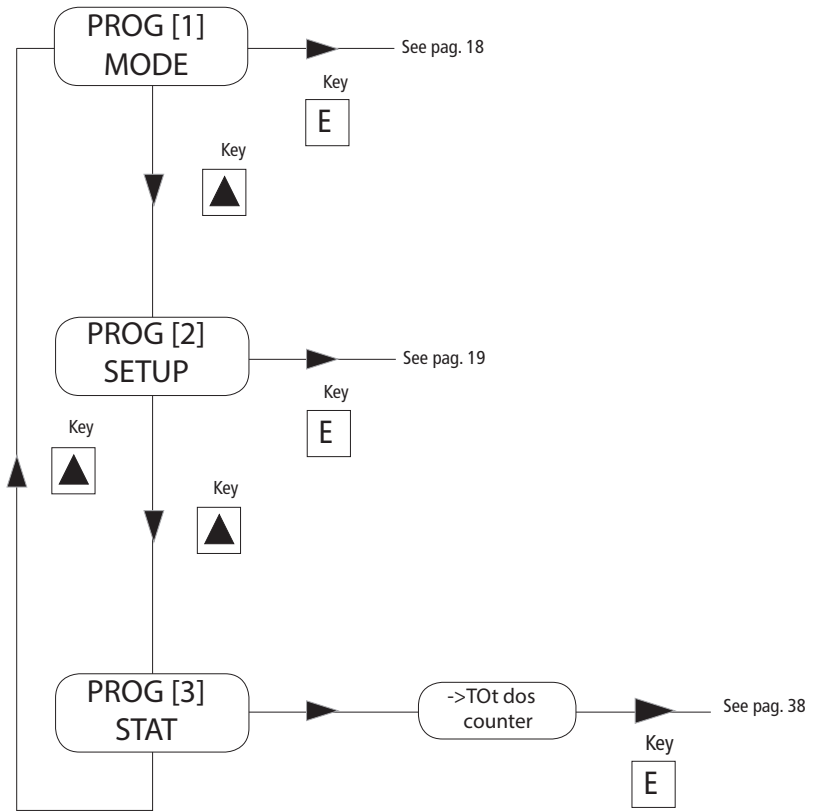 PROG [1]
MODE
See pag. 18
Key
E
Key
PROG [2]
SETUP
See pag. 19
Key
E
Key
Key
PROG [3]
STAT
->TOt dos
counter
See pag. 38
Key
E